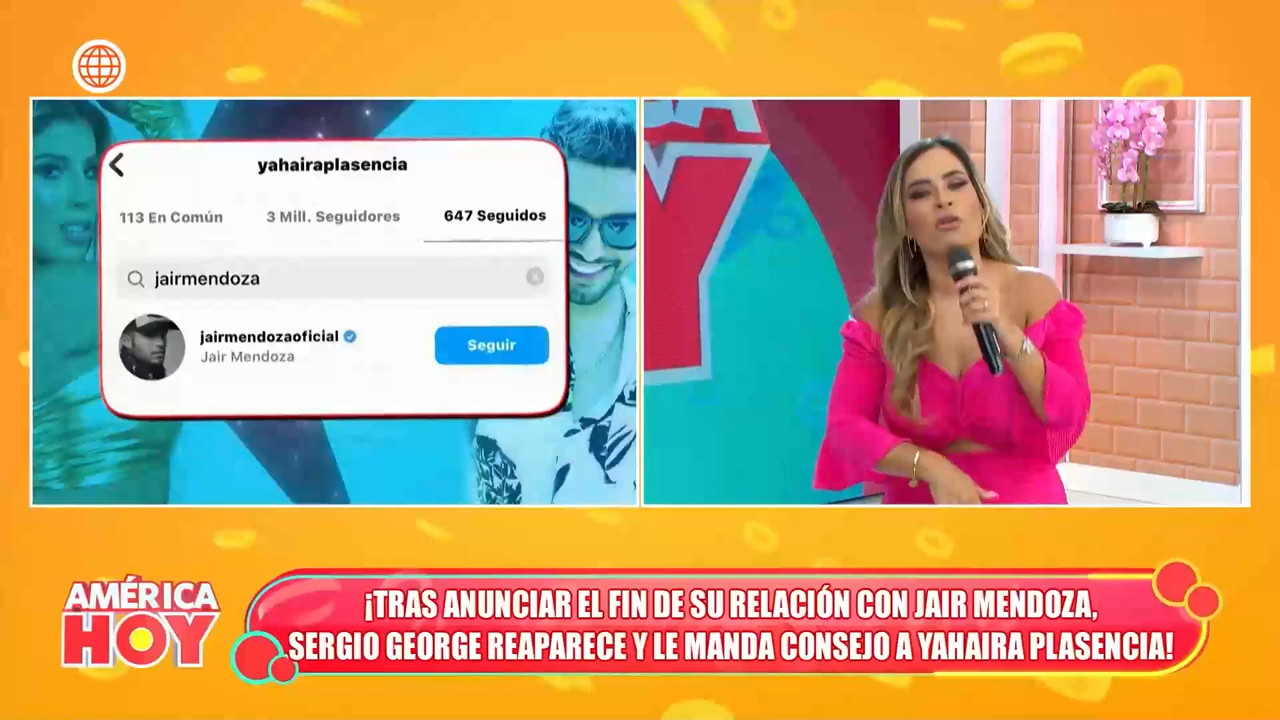 yahairaplasencia
113 En Común
3 Mill. Seguidores
647 Seguidos
jairmendoza
jairmendozaoficial
Jair Mendoza
Seguir
AMÉRICA
HOY
¡TRAS ANUNCIAR EL FIN DE SU RELACIÓN CON JAIR MENDOZA,
SERGIO GEORGE REAPARECE Y LE MANDA CONSEJO A YAHAIRA PLASENCIA!